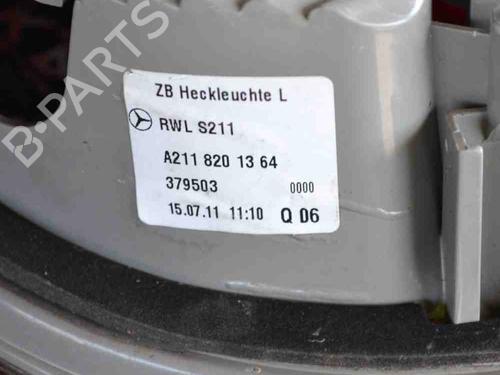 B-PARTS
ZB Heckleuchte L
RWL S211
A211 820 13 64
379503 0000
15.07.11 11:10 Q 06